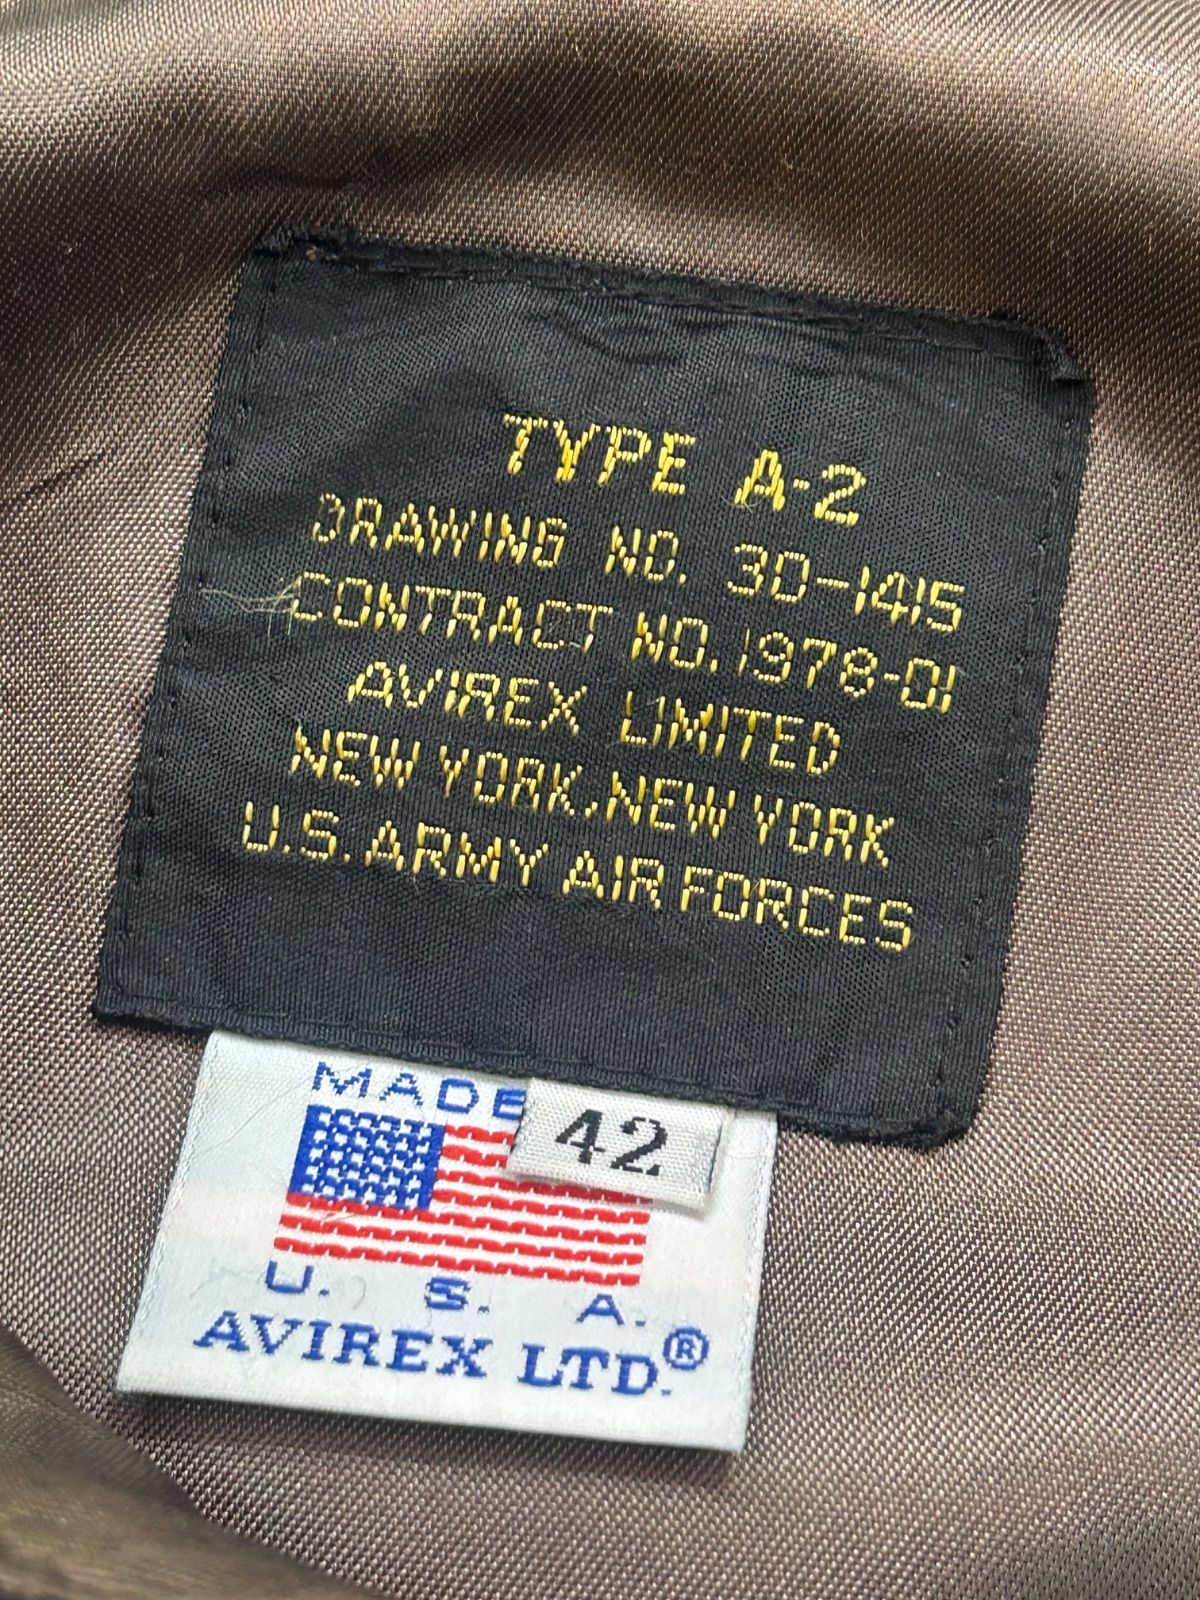 TYPE A-2
DRAWING NO. 30-1415
CONTRACT NO. 1978-01
AVIREX LIMITED
NEW YORK, NEW YORK
U.S. ARMY AIR FORCES
MADE
42
U. S. A.
AVIREX LTD.®